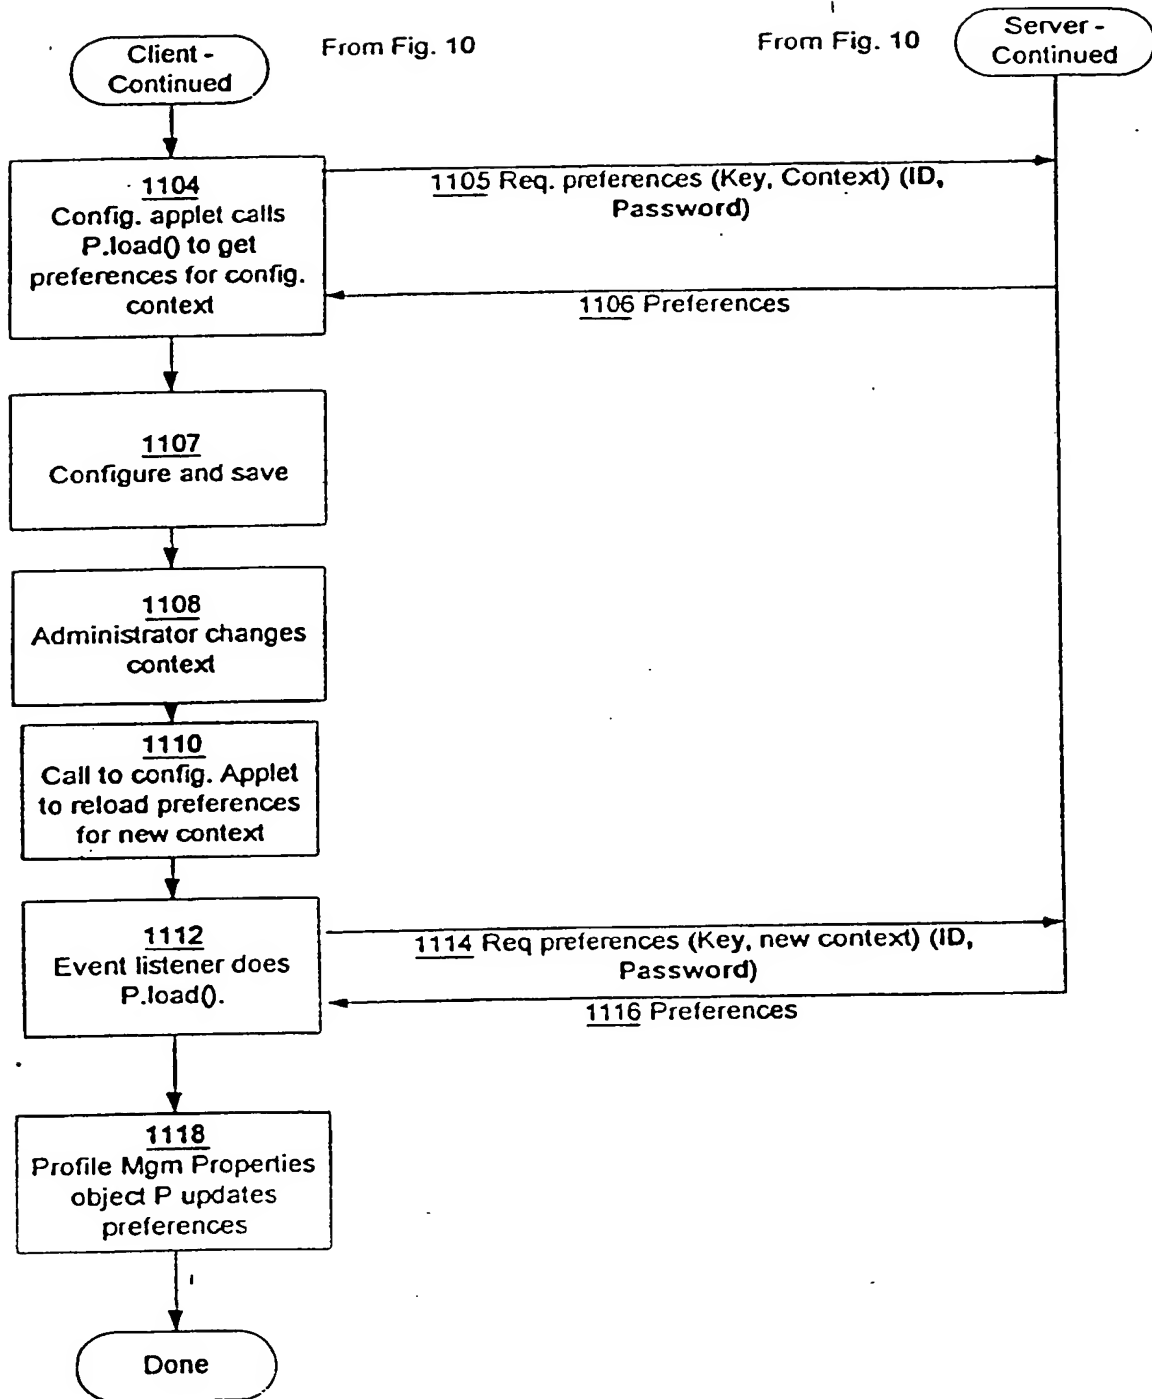 Client -
Continued
From Fig. 10
From Fig. 10
Server -
Continued
1104
Config. applet calls
P.load() to get
preferences for config.
context
1105 Req. preferences (Key, Context) (ID,
Password)
1106 Preferences
1107
Configure and save
1108
Administrator changes
context
1110
Call to config. Applet
to reload preferences
for new context
1112
Event listener does
P.load().
1114 Req preferences (Key, new context) (ID,
Password)
1116 Preferences
1118
Profile Mgm Properties
object P updates
preferences
Done